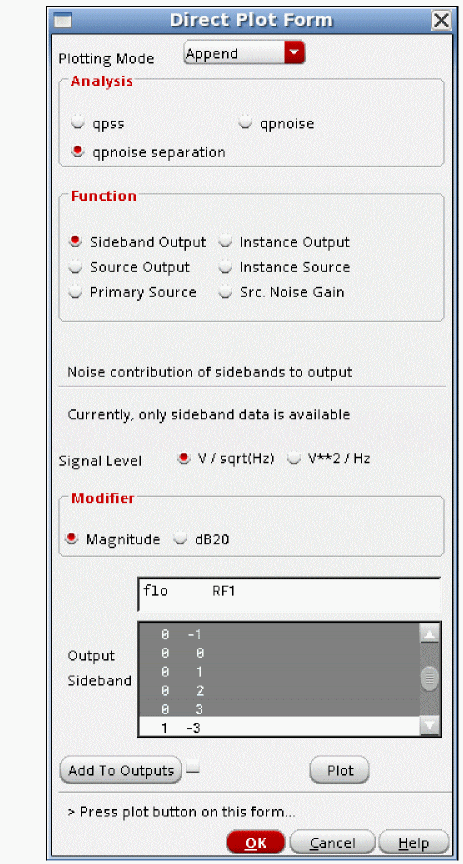 Direct Plot Form
Plotting Mode Append
Analysis
qpss qpnoise
qpnoise separation
Function
Sideband Output Instance Output
Source Output Instance Source
Primary Source Src. Noise Gain
Noise contribution of sidebands to output
Currently, only sideband data is available
Signal Level V / sqrt(Hz) V**2 / Hz
Modifier
Magnitude dB20
flo RF1
Output
Sideband
0 -1
0 0
0 1
0 2
0 3
1 -3
Add To Outputs Plot
> Press plot button on this form...
OK Cancel Help